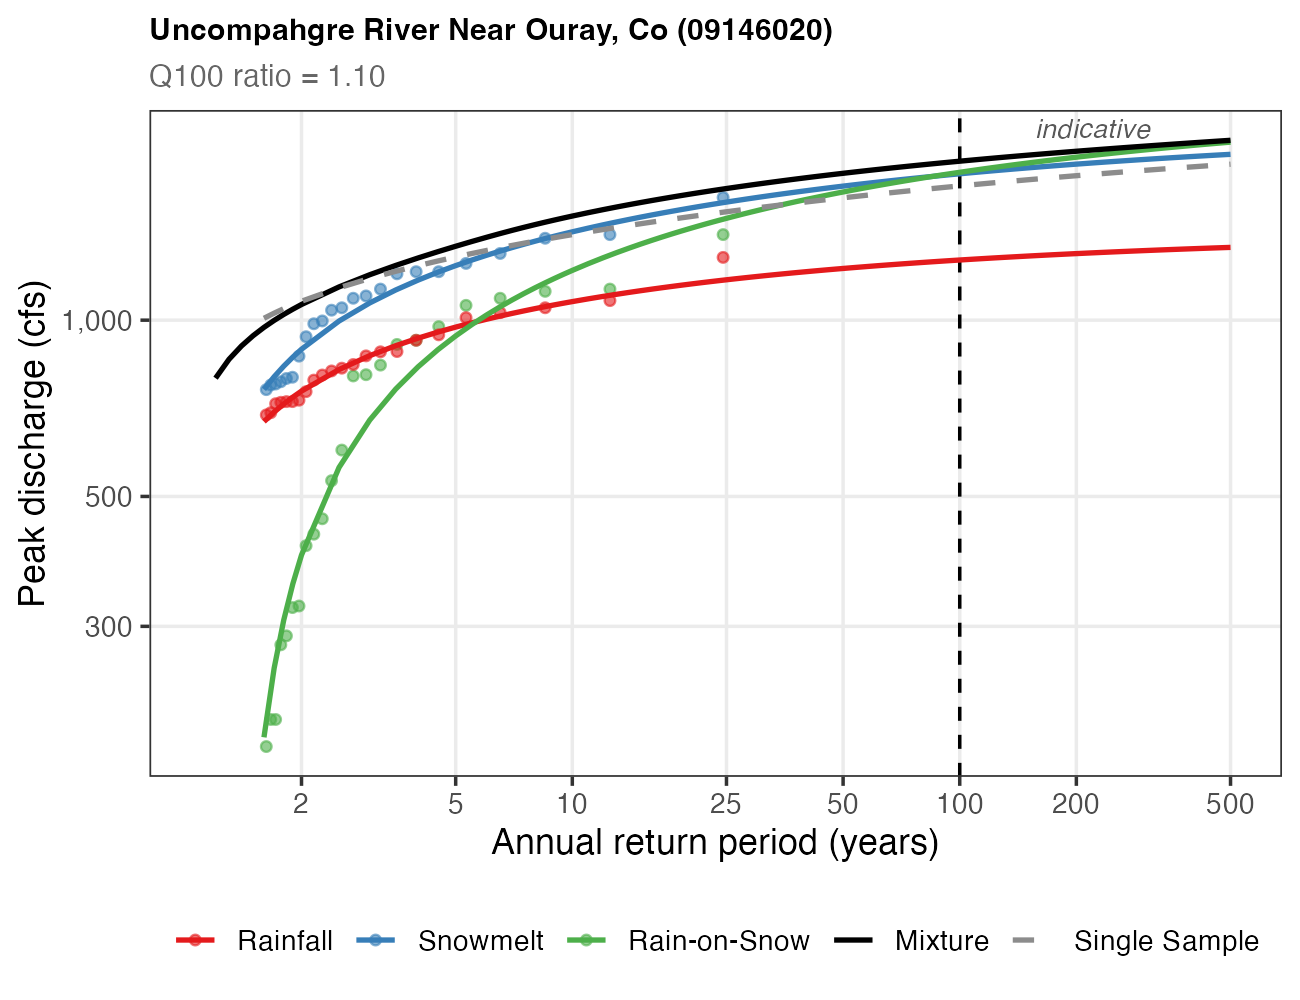 Uncompahgre River Near Ouray, Co (09146020)
Q100 ratio = 1.10
indicative
Peak discharge (cfs)
1,000
500
300
2 5 10 25 50 100 200 500
Annual return period (years)
Rainfall Snowmelt Rain-on-Snow Mixture Single Sample